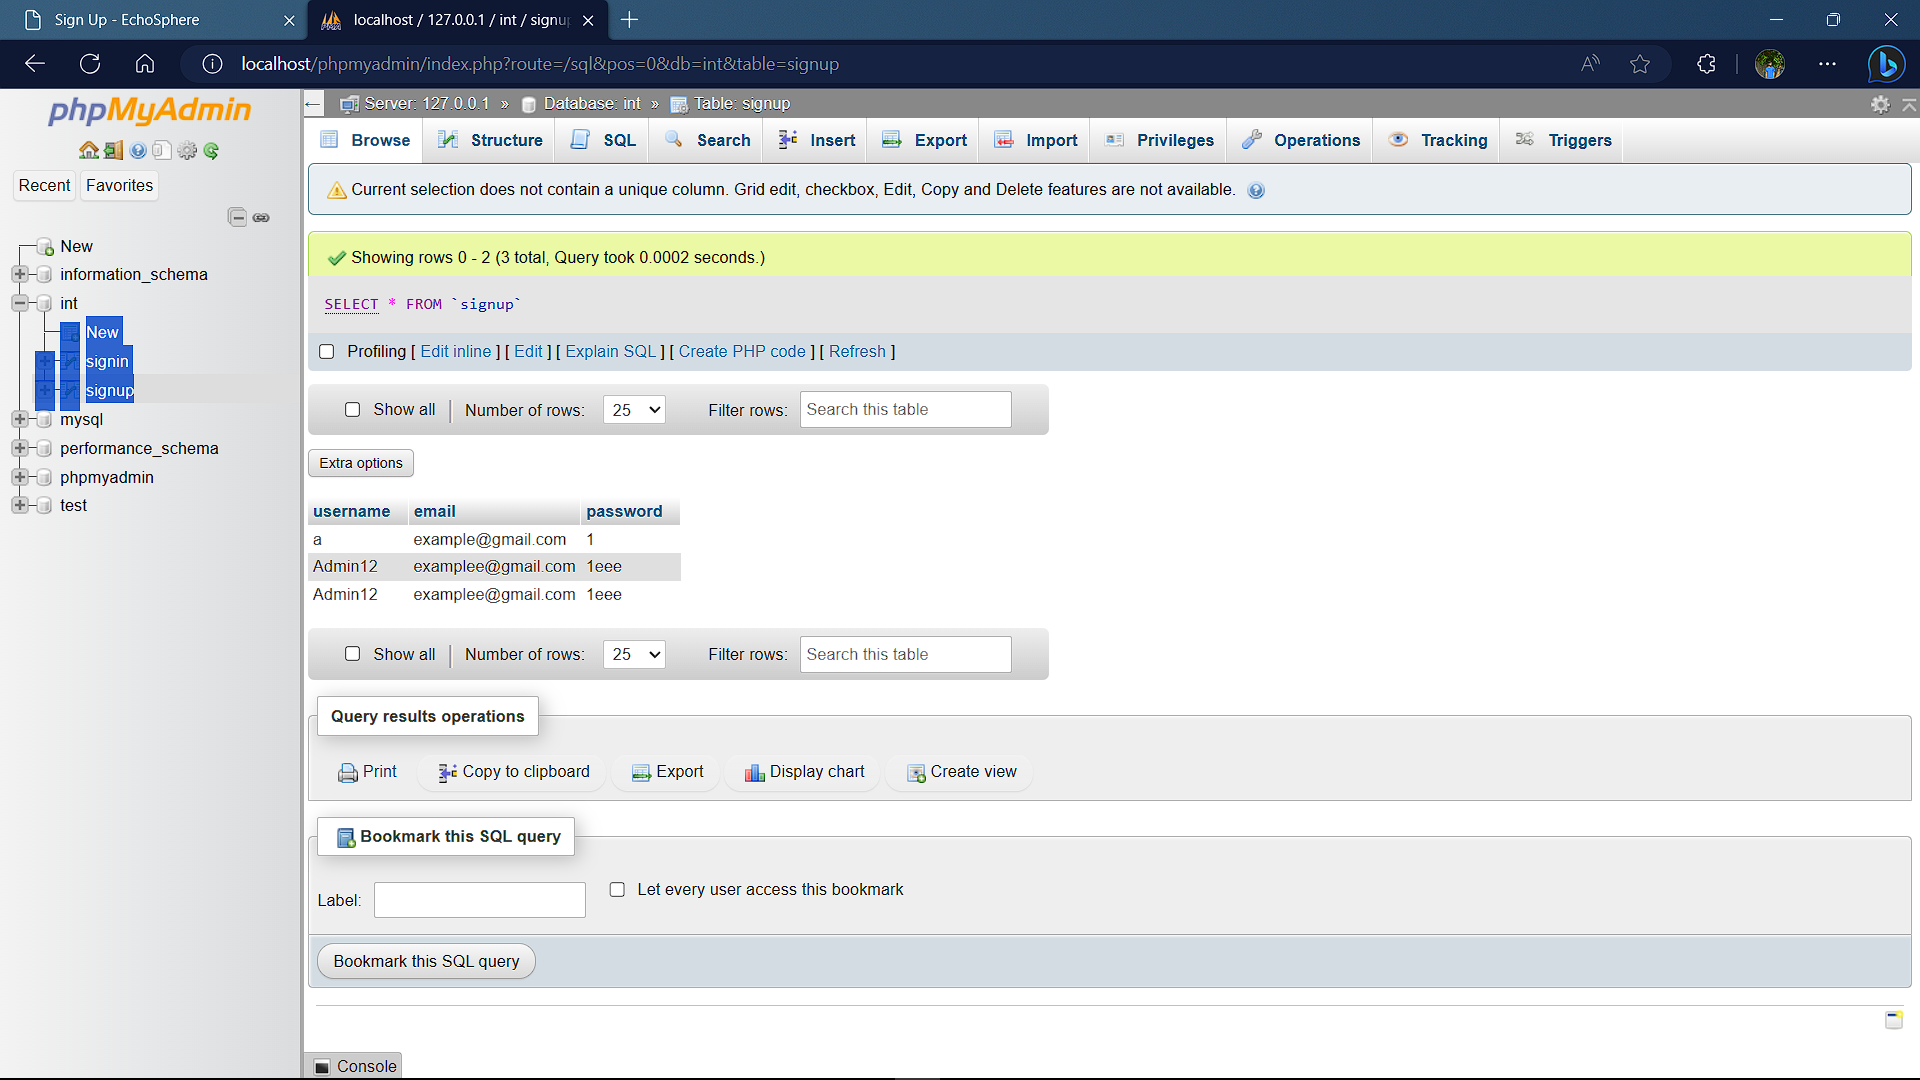 Sign Up - EchoSphere
localhost / 127.0.0.1 / int / signup
localhost/phpmyadmin/index.php?route=/sql&pos=0&db=int&table=signup
phpMyAdmin
Recent
Favorites
New
information_schema
int
New
signin
signup
mysql
performance_schema
phpmyadmin
test
Server: 127.0.0.1 » Database: int » Table: signup
Browse
Structure
SQL
Search
Insert
Export
Import
Privileges
Operations
Tracking
Triggers
Current selection does not contain a unique column. Grid edit, checkbox, Edit, Copy and Delete features are not available.
Showing rows 0 - 2 (3 total, Query took 0.0002 seconds.)
SELECT * FROM `signup`
Profiling [ Edit inline ] [ Edit ] [ Explain SQL ] [ Create PHP code ] [ Refresh ]
Show all | Number of rows: 25 Filter rows: Search this table
Extra options
username email password
a example@gmail.com 1
Admin12 examplee@gmail.com 1eee
Admin12 examplee@gmail.com 1eee
Show all | Number of rows: 25 Filter rows: Search this table
Query results operations
Print
Copy to clipboard
Export
Display chart
Create view
Bookmark this SQL query
Label:
Let every user access this bookmark
Bookmark this SQL query
Console